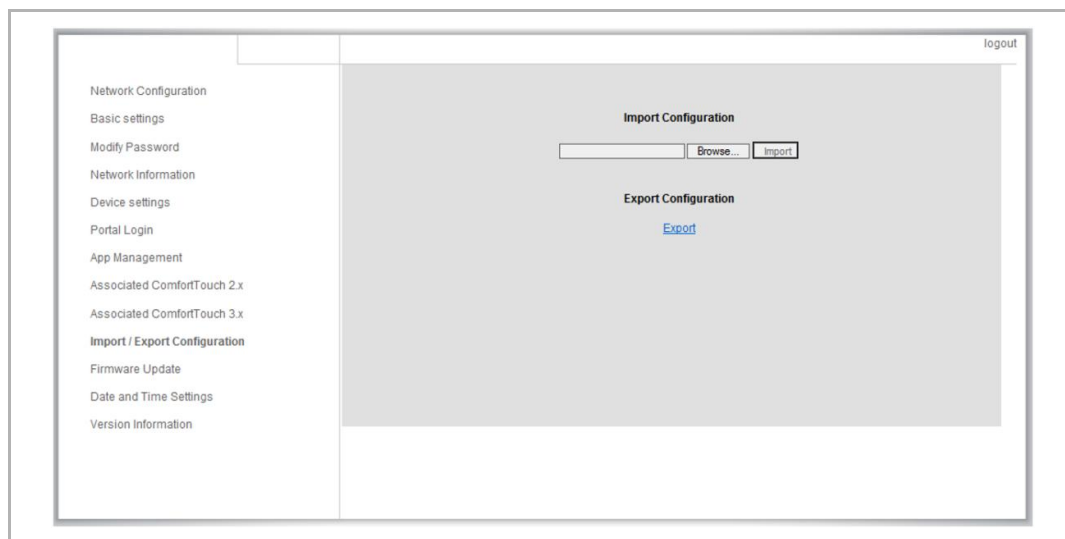 logout
Network Configuration
Basic settings
Modify Password
Network Information
Device settings
Portal Login
App Management
Associated ComfortTouch 2.x
Associated ComfortTouch 3.x
Import / Export Configuration
Firmware Update
Date and Time Settings
Version Information
Import Configuration
Browse... Import
Export Configuration
Export